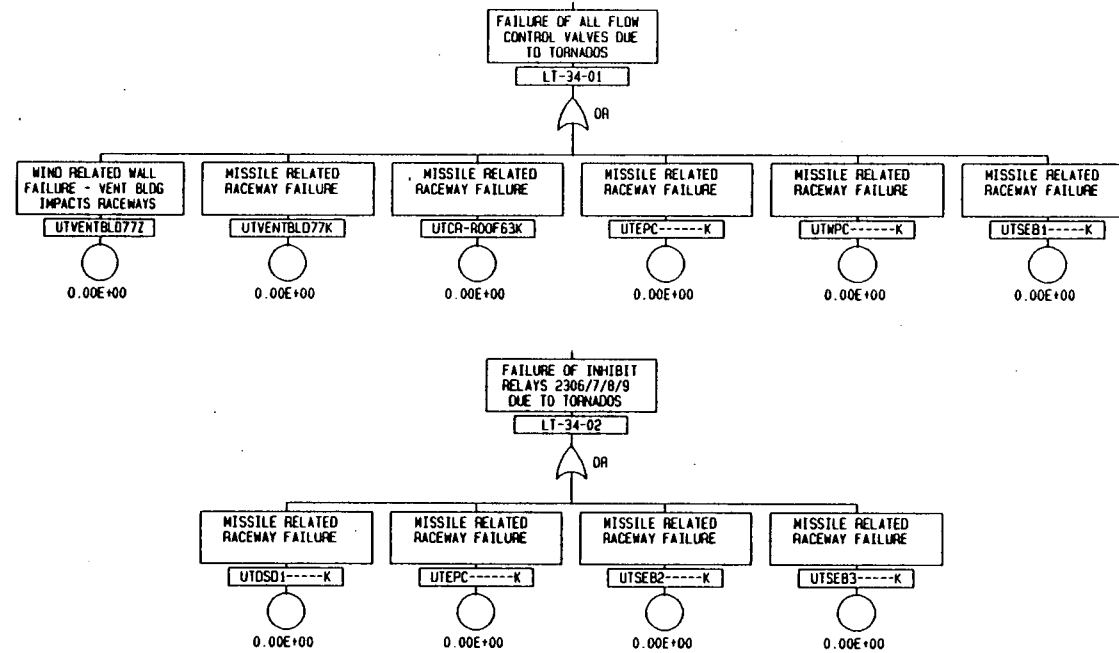 FAILURE OF ALL FLOW
CONTROL VALVES DUE
TO TORNADOS
LT-34-01
OR
WIND RELATED WALL
FAILURE - VENT BLDG
IMPACTS RACEWAYS
UTVENTBLD77Z
0.00E+00
MISSILE RELATED
RACEWAY FAILURE
UTVENTBLD77K
0.00E+00
MISSILE RELATED
RACEWAY FAILURE
UTCR-ROOF63K
0.00E+00
MISSILE RELATED
RACEWAY FAILURE
UTEPC------K
0.00E+00
MISSILE RELATED
RACEWAY FAILURE
UTWPC------K
0.00E+00
MISSILE RELATED
RACEWAY FAILURE
UTSEB1-----K
0.00E+00
FAILURE OF INHIBIT
RELAYS 2306/7/8/9
DUE TO TORNADOS
LT-34-02
OR
MISSILE RELATED
RACEWAY FAILURE
UTDSD1-----K
0.00E+00
MISSILE RELATED
RACEWAY FAILURE
UTEPC------K
0.00E+00
MISSILE RELATED
RACEWAY FAILURE
UTSEB2-----K
0.00E+00
MISSILE RELATED
RACEWAY FAILURE
UTSEB3-----K
0.00E+00